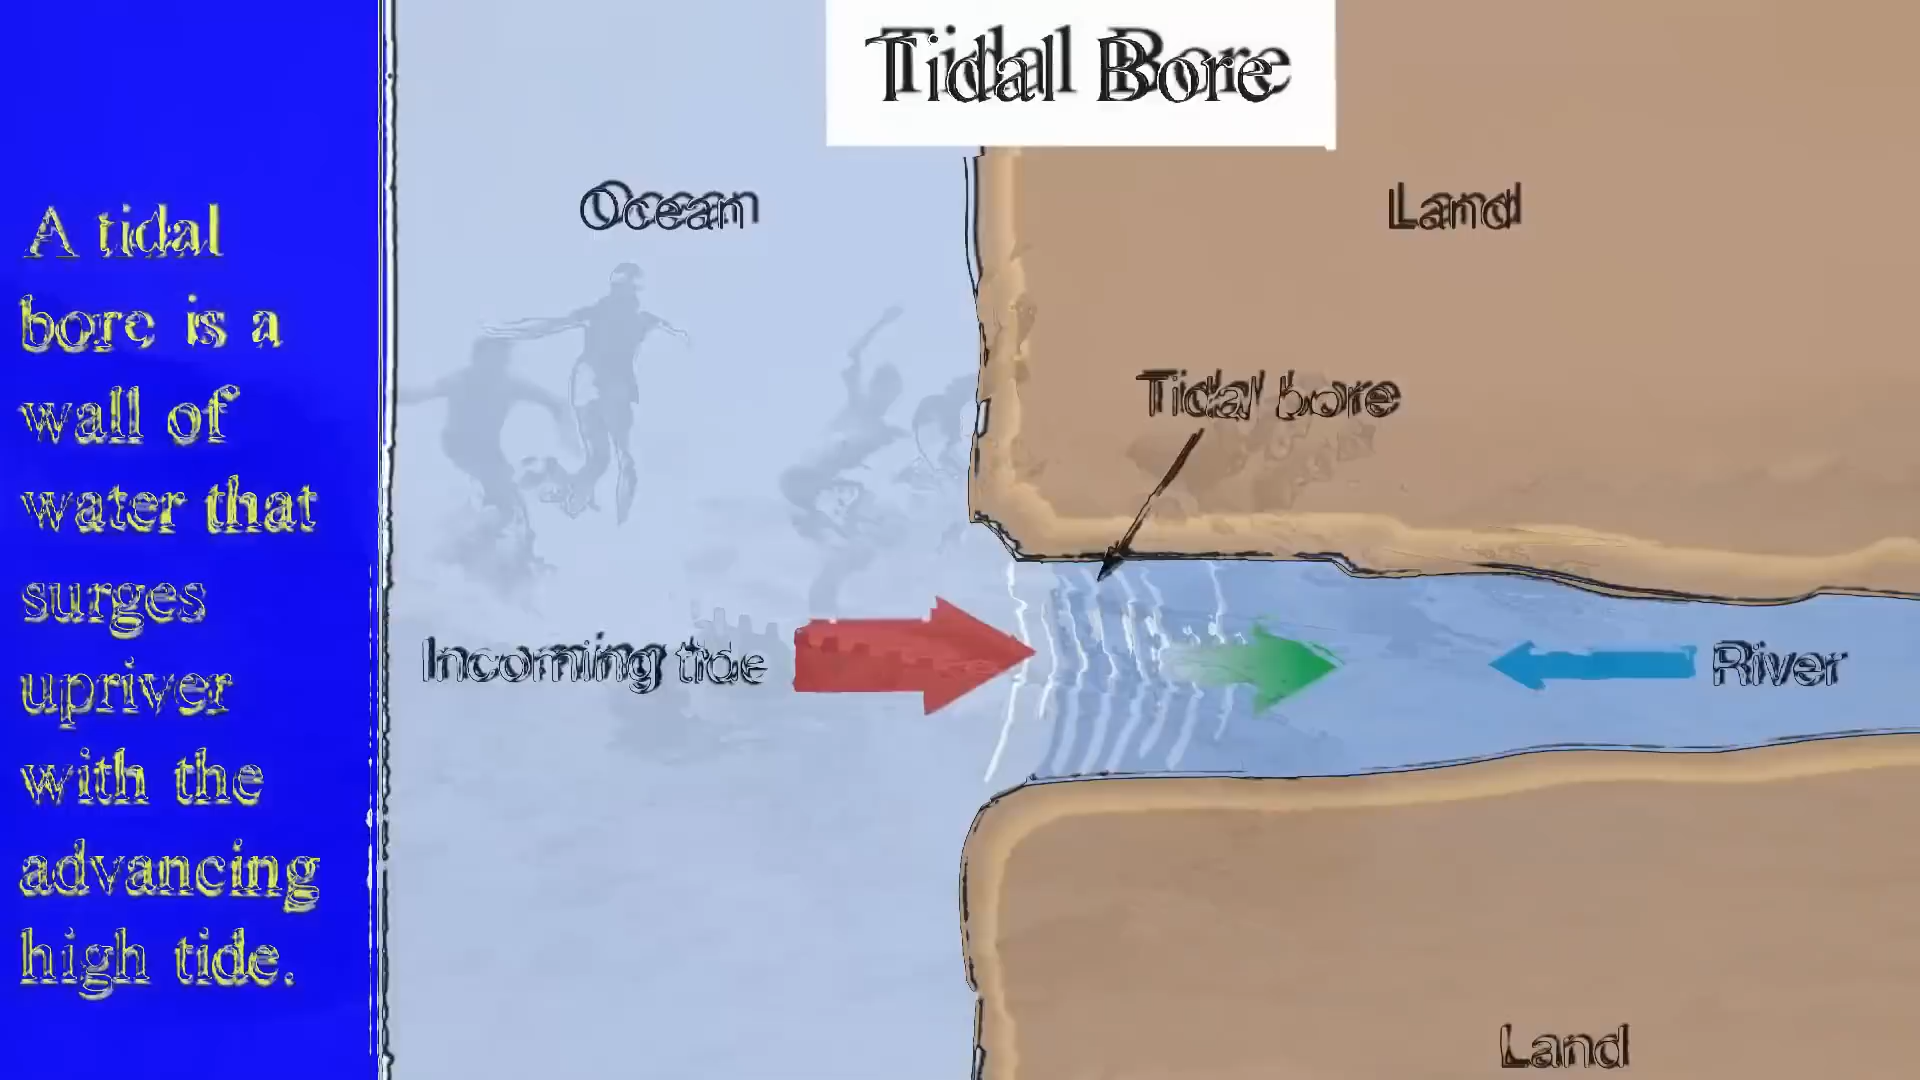 Tidal Bore
A tidal
bore is a
wall of
water that
surges
upriver
with the
advancing
high tide.
Ocean
Land
Tidal bore
Incoming tide
River
Land